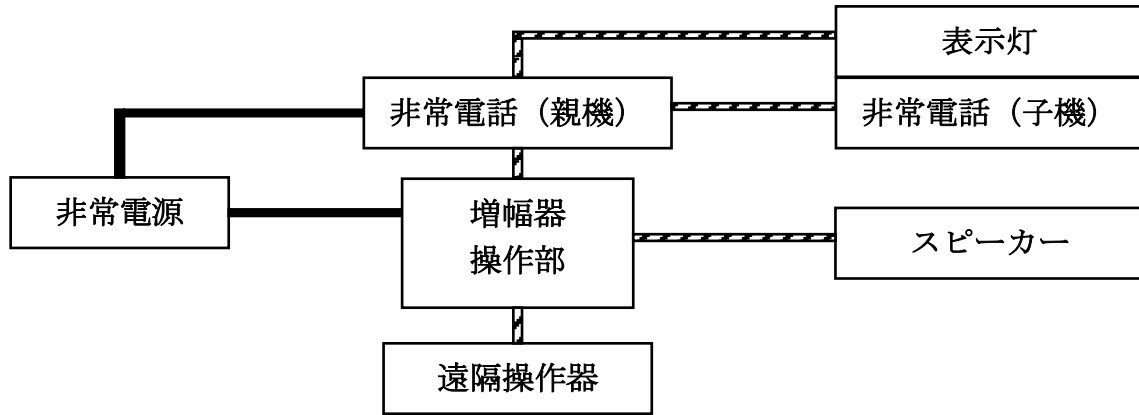 表示灯
非常電話（親機）
非常電話（子機）
非常電源
増幅器
操作部
スピーカー
遠隔操作器